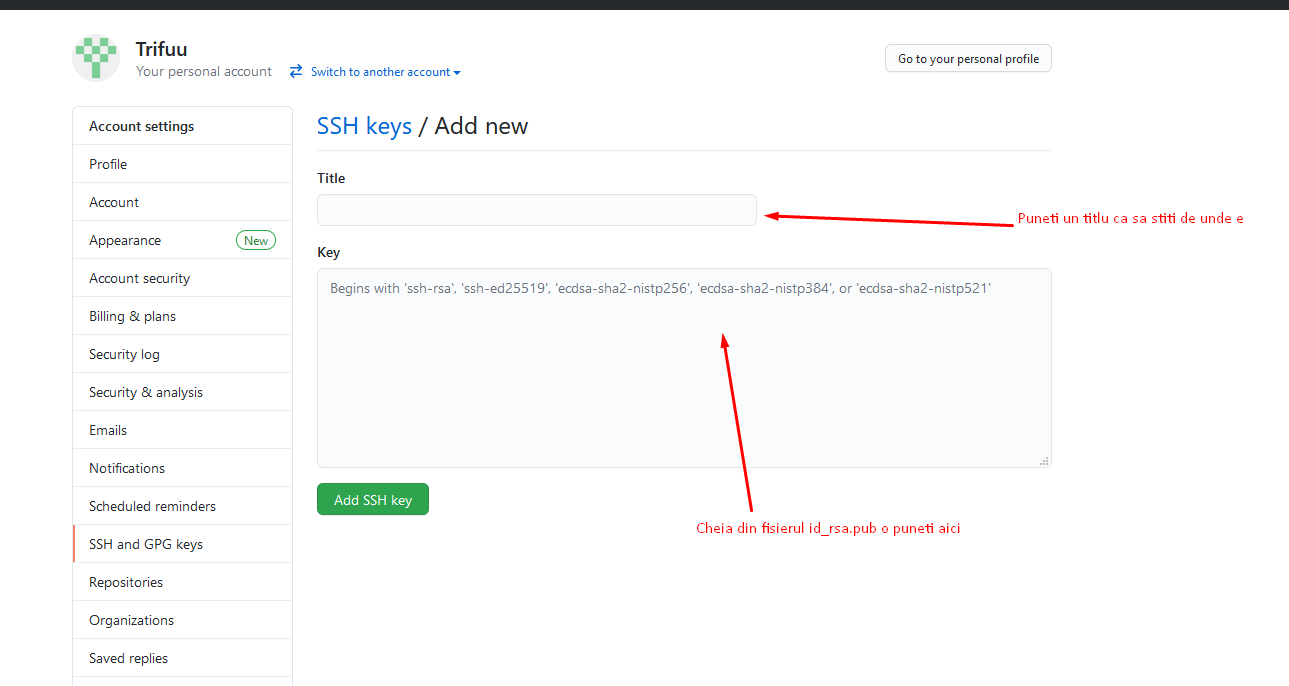 Trifuu
Your personal account
Switch to another account
Go to your personal profile
Account settings
Profile
Account
Appearance New
Account security
Billing & plans
Security log
Security & analysis
Emails
Notifications
Scheduled reminders
SSH and GPG keys
Repositories
Organizations
Saved replies
SSH keys / Add new
Title
Puneti un titlu ca sa stiti de unde e
Key
Begins with 'ssh-rsa', 'ssh-ed25519', 'ecdsa-sha2-nistp256', 'ecdsa-sha2-nistp384', or 'ecdsa-sha2-nistp521'
Add SSH key
Cheia din fisierul id_rsa.pub o puneti aici